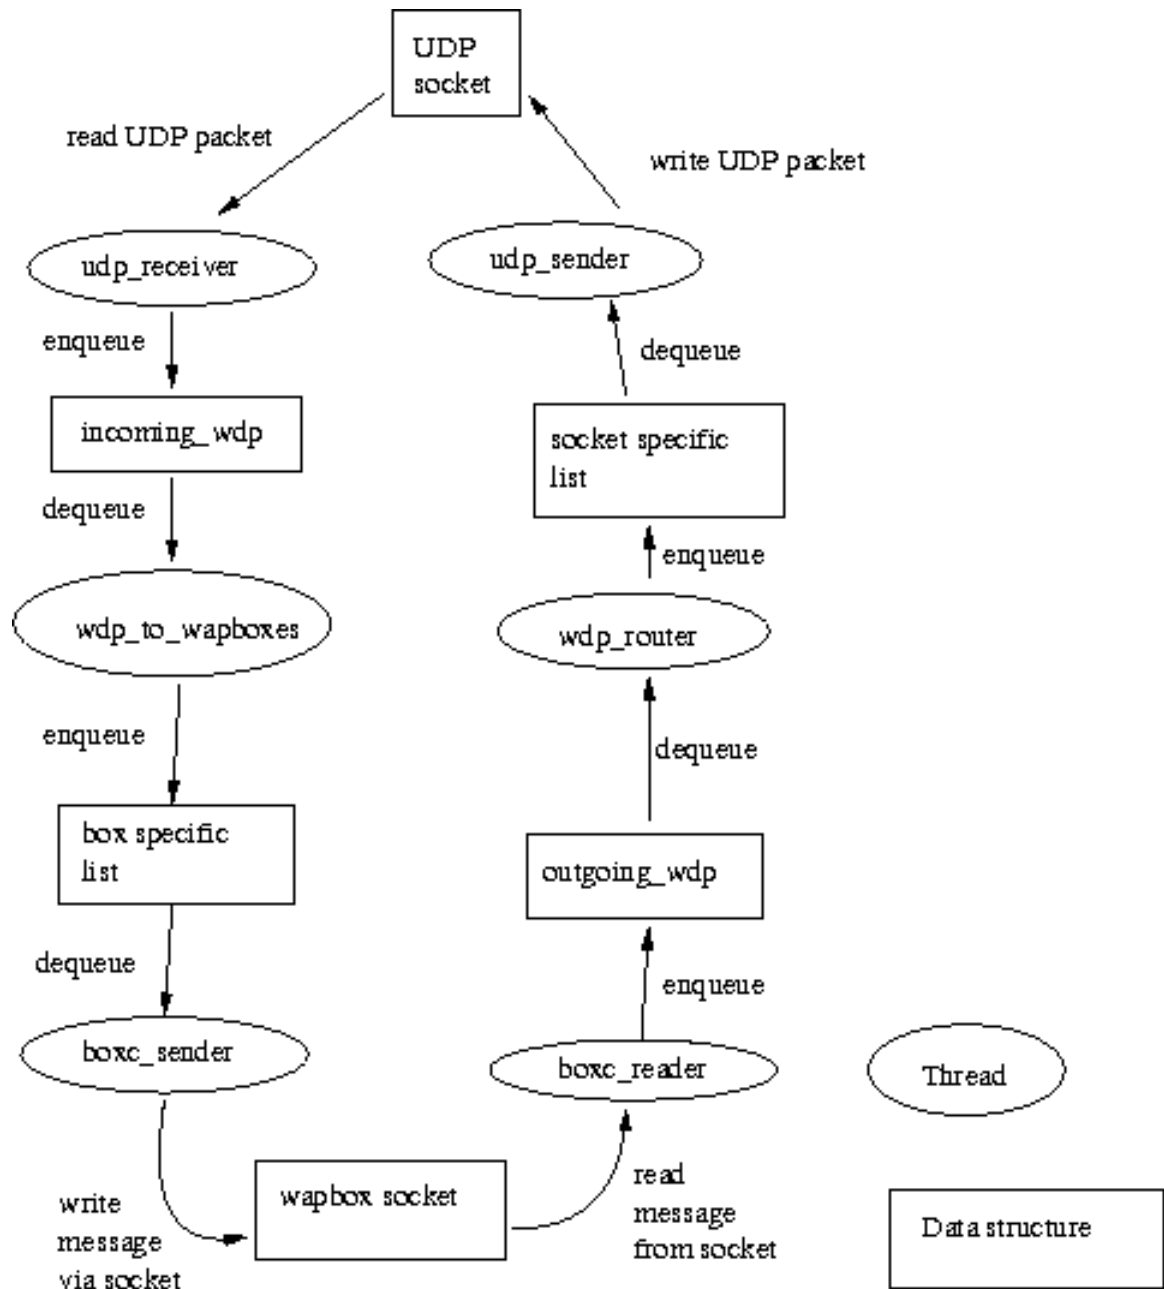 UDP
socket
read UDP packet
write UDP packet
udp_receiver
udp_sender
enqueue
dequeue
incoming_wdp
socket specific
list
dequeue
enqueue
wdp_to_wapboxes
wdp_router
enqueue
dequeue
box specific
list
outgoing_wdp
dequeue
enqueue
boxc_sender
boxc_reader
Thread
write
message
via socket
wapbox socket
read
message
from socket
Data structure